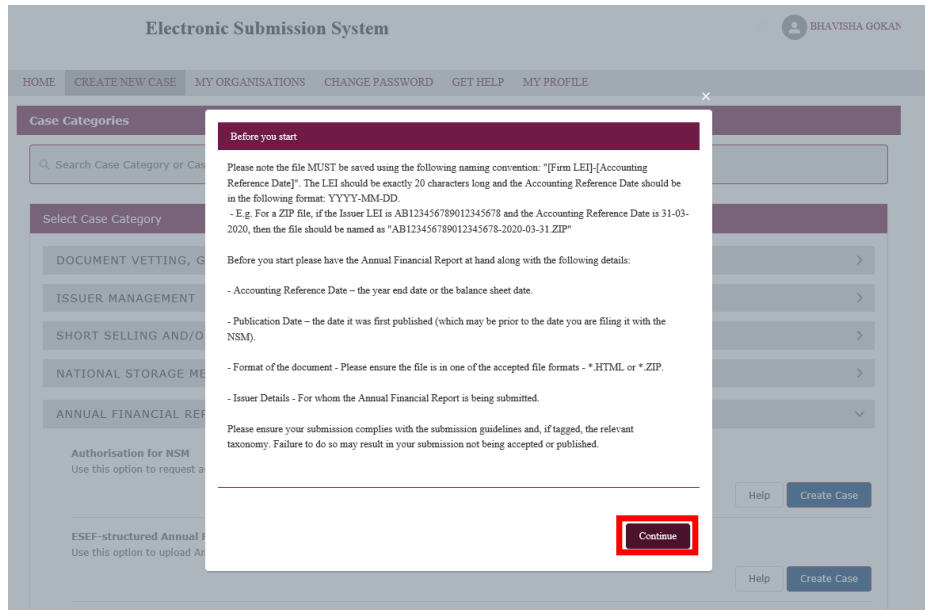 Electronic Submission System
BHAVISHA GOKAN
HOME CREATE NEW CASE MY ORGANISATIONS CHANGE PASSWORD GET HELP MY PROFILE
×
Case Categories
Search Case Category or Cas
Select Case Category
DOCUMENT VETTING, G
ISSUER MANAGEMENT
SHORT SELLING AND/O
NATIONAL STORAGE ME
ANNUAL FINANCIAL REP
Authorisation for NSM
Use this option to request a
Help Create Case
ESEF-structured Annual F
Use this option to upload An
Help Create Case
Before you start
Please note the file MUST be saved using the following naming convention: "[Firm LEI]-[Accounting
Reference Date]". The LEI should be exactly 20 characters long and the Accounting Reference Date should be
in the following format: YYYY-MM-DD.
- E.g. For a ZIP file, if the Issuer LEI is AB123456789012345678 and the Accounting Reference Date is 31-03-
2020, then the file should be named as "AB123456789012345678-2020-03-31.ZIP"
Before you start please have the Annual Financial Report at hand along with the following details:
- Accounting Reference Date – the year end date or the balance sheet date.
- Publication Date – the date it was first published (which may be prior to the date you are filing it with the
NSM).
- Format of the document - Please ensure the file is in one of the accepted file formats - *.HTML or *.ZIP.
- Issuer Details - For whom the Annual Financial Report is being submitted.
Please ensure your submission complies with the submission guidelines and, if tagged, the relevant
taxonomy. Failure to do so may result in your submission not being accepted or published.
Continue